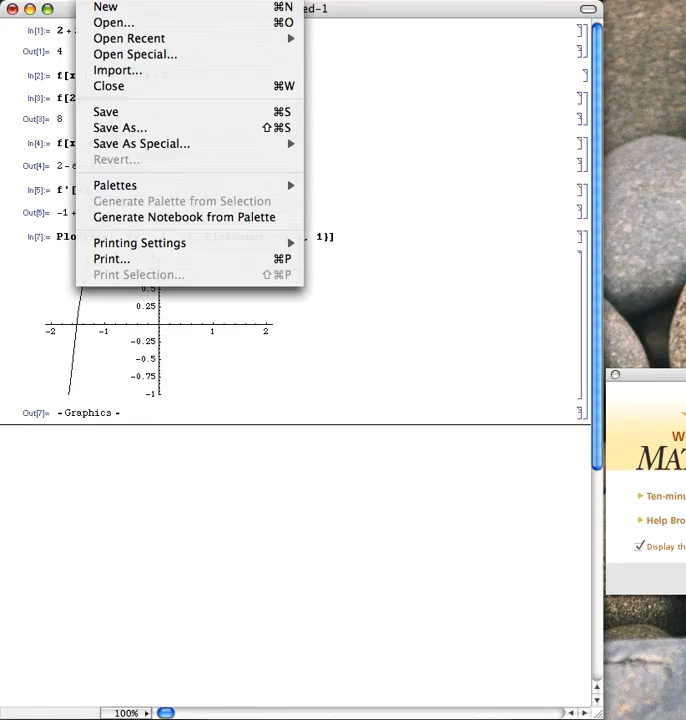 New ⌘N
ed-1
Open... ⌘O
Open Recent
Open Special...
Import...
Close ⌘W
Save ⌘S
Save As... ⇧⌘S
Save As Special...
Revert...
Palettes
Generate Palette from Selection
Generate Notebook from Palette
Printing Settings
Print... ⌘P
Print Selection... ⇧⌘P
In[1]:= 2 +
Out[1]= 4
In[2]:= f[x
In[3]:= f[2
Out[3]= 8
In[4]:= f[x
Out[4]= 2 -
In[5]:= f'[
Out[5]= -1 +
In[7]:= Plo , 1}]
0.5
0.25
-2 -1 1 2
-0.25
-0.5
-0.75
-1
Out[7]= - Graphics -
W
MAT
Ten-minu
Help Bro
Display th
100%